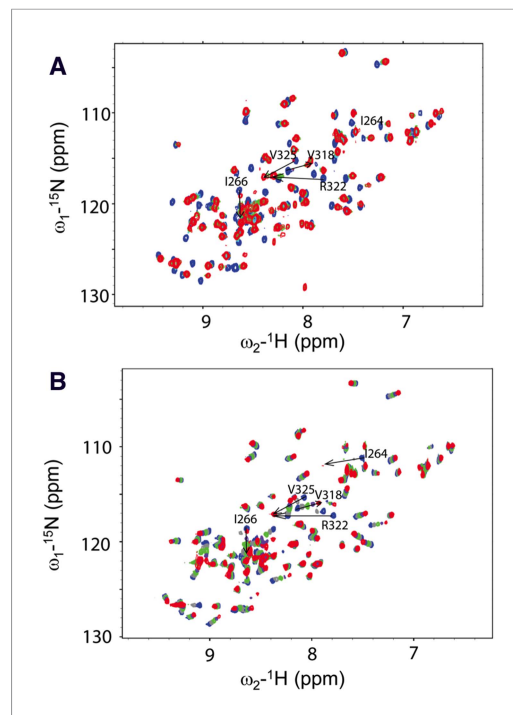 A
ω₁-¹⁵N (ppm)
110
120
130
I264
V325
V318
I266
R322
9
8
7
ω₂-¹H (ppm)
B
ω₁-¹⁵N (ppm)
110
120
130
I264
V325
V318
I266
R322
9
8
7
ω₂-¹H (ppm)